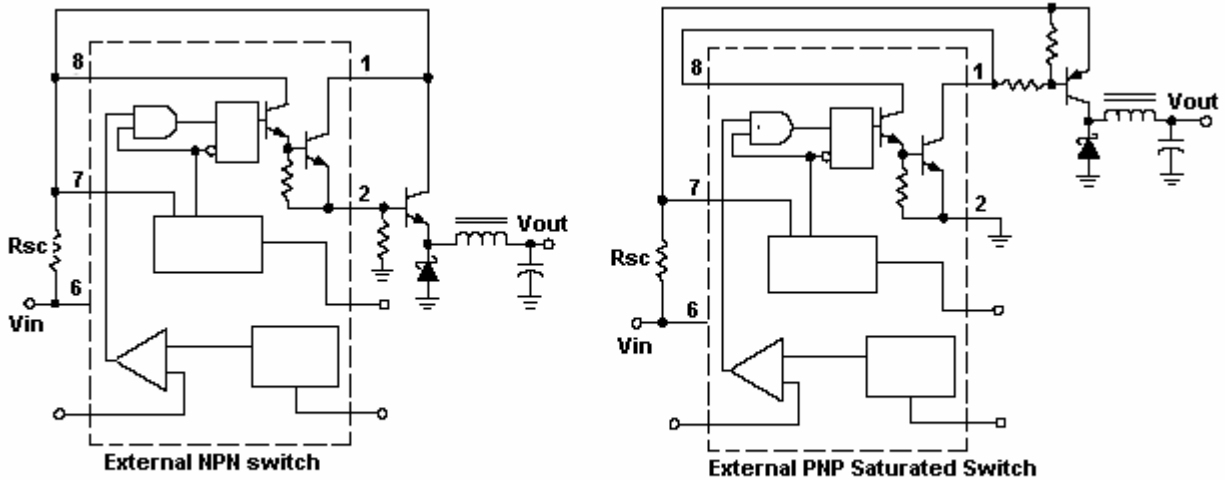 8
1
7
2
Rsc
6
Vin
Vout
External NPN switch
8
1
7
2
Rsc
6
Vin
Vout
External PNP Saturated Switch